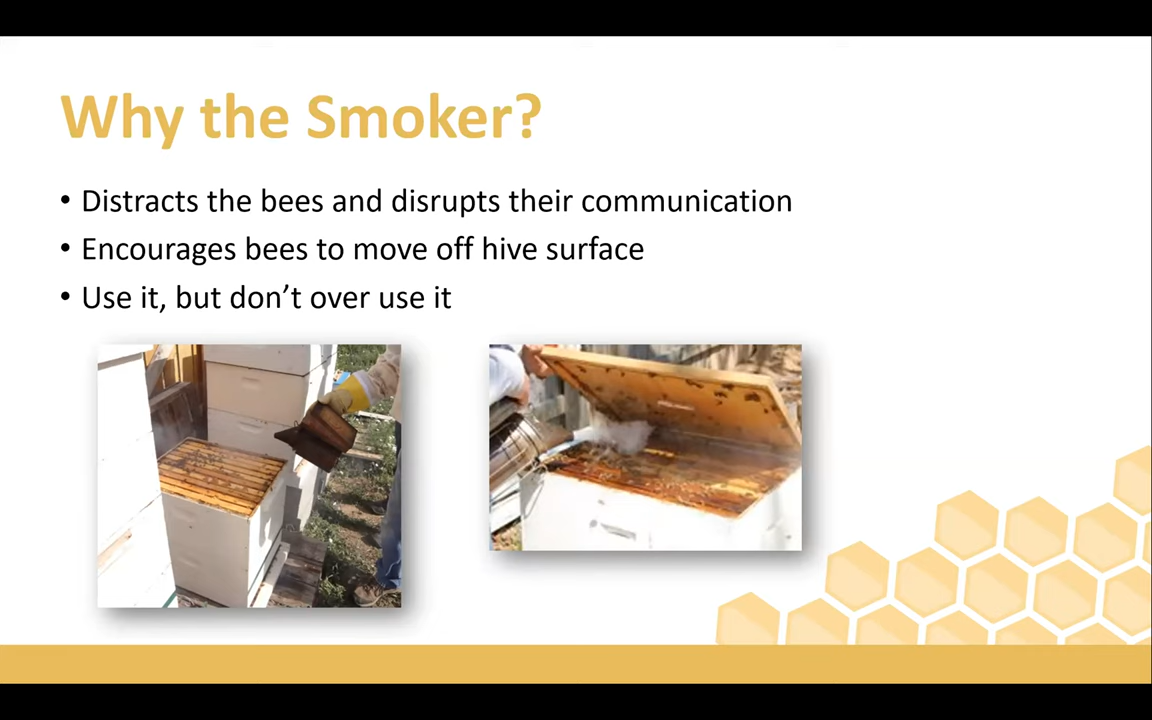 Why the Smoker?
• Distracts the bees and disrupts their communication
• Encourages bees to move off hive surface
• Use it, but don’t over use it